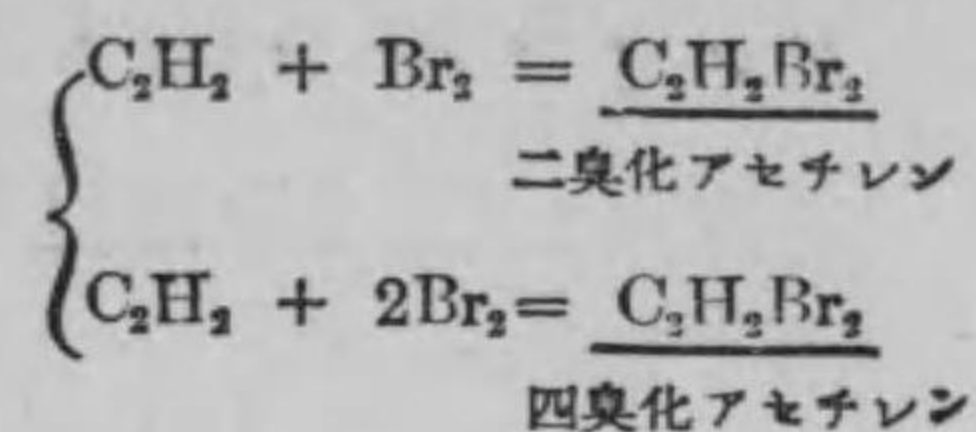 C₂H₂ + Br₂ = C₂H₂Br₂
二臭化アセチレン
C₂H₂ + 2Br₂ = C₂H₂Br₂
四臭化アセチレン